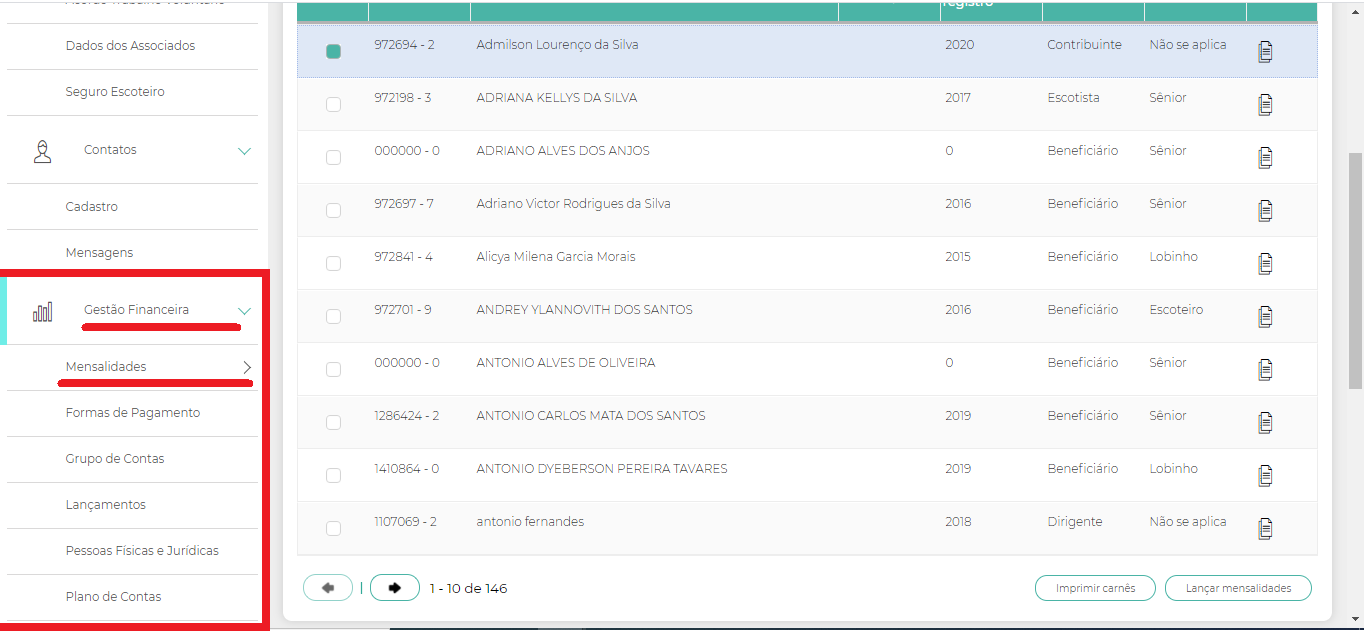 Acordo Trabalho Voluntário
Dados dos Associados
Seguro Escoteiro
Contatos
Cadastro
Mensagens
Gestão Financeira
Mensalidades
Formas de Pagamento
Grupo de Contas
Lançamentos
Pessoas Físicas e Jurídicas
Plano de Contas
registro
972694 - 2 Admilson Lourenço da Silva 2020 Contribuinte Não se aplica
972198 - 3 ADRIANA KELLYS DA SILVA 2017 Escotista Sênior
000000 - 0 ADRIANO ALVES DOS ANJOS 0 Beneficiário Sênior
972697 - 7 Adriano Victor Rodrigues da Silva 2016 Beneficiário Sênior
972841 - 4 Alicya Milena Garcia Morais 2015 Beneficiário Lobinho
972701 - 9 ANDREY YLANNOVITH DOS SANTOS 2016 Beneficiário Escoteiro
000000 - 0 ANTONIO ALVES DE OLIVEIRA 0 Beneficiário Sênior
1286424 - 2 ANTONIO CARLOS MATA DOS SANTOS 2019 Beneficiário Sênior
1410864 - 0 ANTONIO DYEBERSON PEREIRA TAVARES 2019 Beneficiário Lobinho
1107069 - 2 antonio fernandes 2018 Dirigente Não se aplica
| 1 - 10 de 146 Imprimir carnês Lançar mensalidades